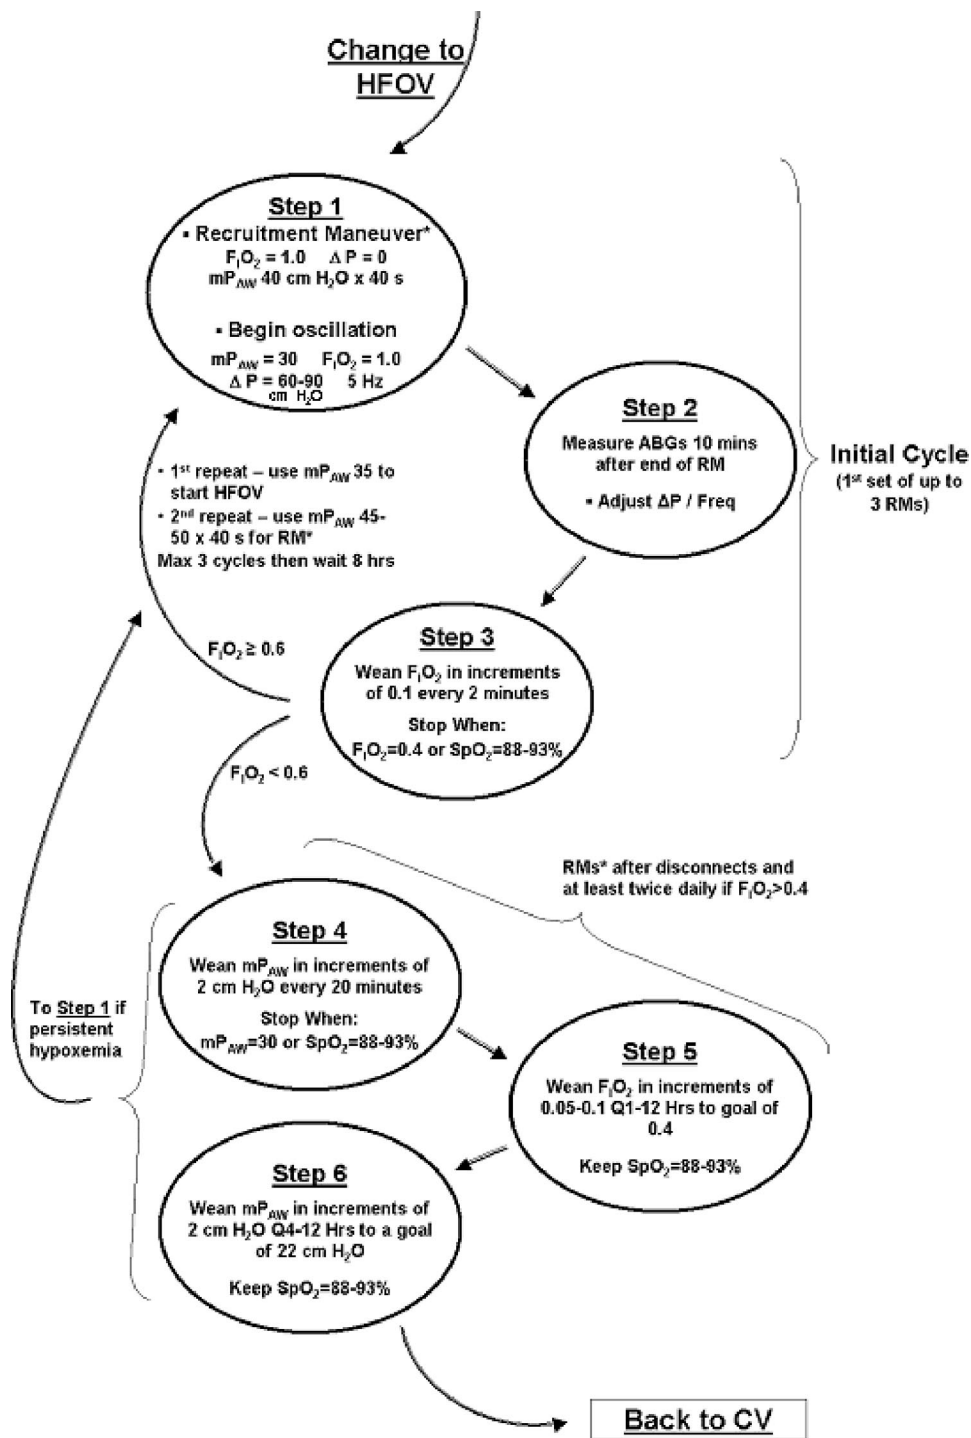 Change to
HFOV
Step 1
▪ Recruitment Maneuver*
FIO2 = 1.0 Δ P = 0
mPAW 40 cm H2O x 40 s
▪ Begin oscillation
mPAW = 30 FIO2 = 1.0
Δ P = 60-90 5 Hz
cm H2O
Step 2
Measure ABGs 10 mins
after end of RM
▪ Adjust ΔP / Freq
Initial Cycle
(1st set of up to
3 RMs)
• 1st repeat – use mPAW 35 to
start HFOV
• 2nd repeat – use mPAW 45-
50 x 40 s for RM*
Max 3 cycles then wait 8 hrs
FIO2 ≥ 0.6
Step 3
Wean FIO2 in increments
of 0.1 every 2 minutes
Stop When:
FIO2=0.4 or SpO2=88-93%
FIO2 < 0.6
RMs* after disconnects and
at least twice daily if FIO2>0.4
Step 4
Wean mPAW in increments of
2 cm H2O every 20 minutes
Stop When:
mPAW=30 or SpO2=88-93%
To Step 1 if
persistent
hypoxemia
Step 5
Wean FIO2 in increments of
0.05-0.1 Q1-12 Hrs to goal of
0.4
Keep SpO2=88-93%
Step 6
Wean mPAW in increments of
2 cm H2O Q4-12 Hrs to a goal
of 22 cm H2O
Keep SpO2=88-93%
Back to CV